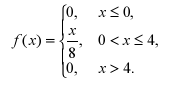 f(x) = { 0, x ≤ 0,
x/8, 0 < x ≤ 4,
0, x > 4.